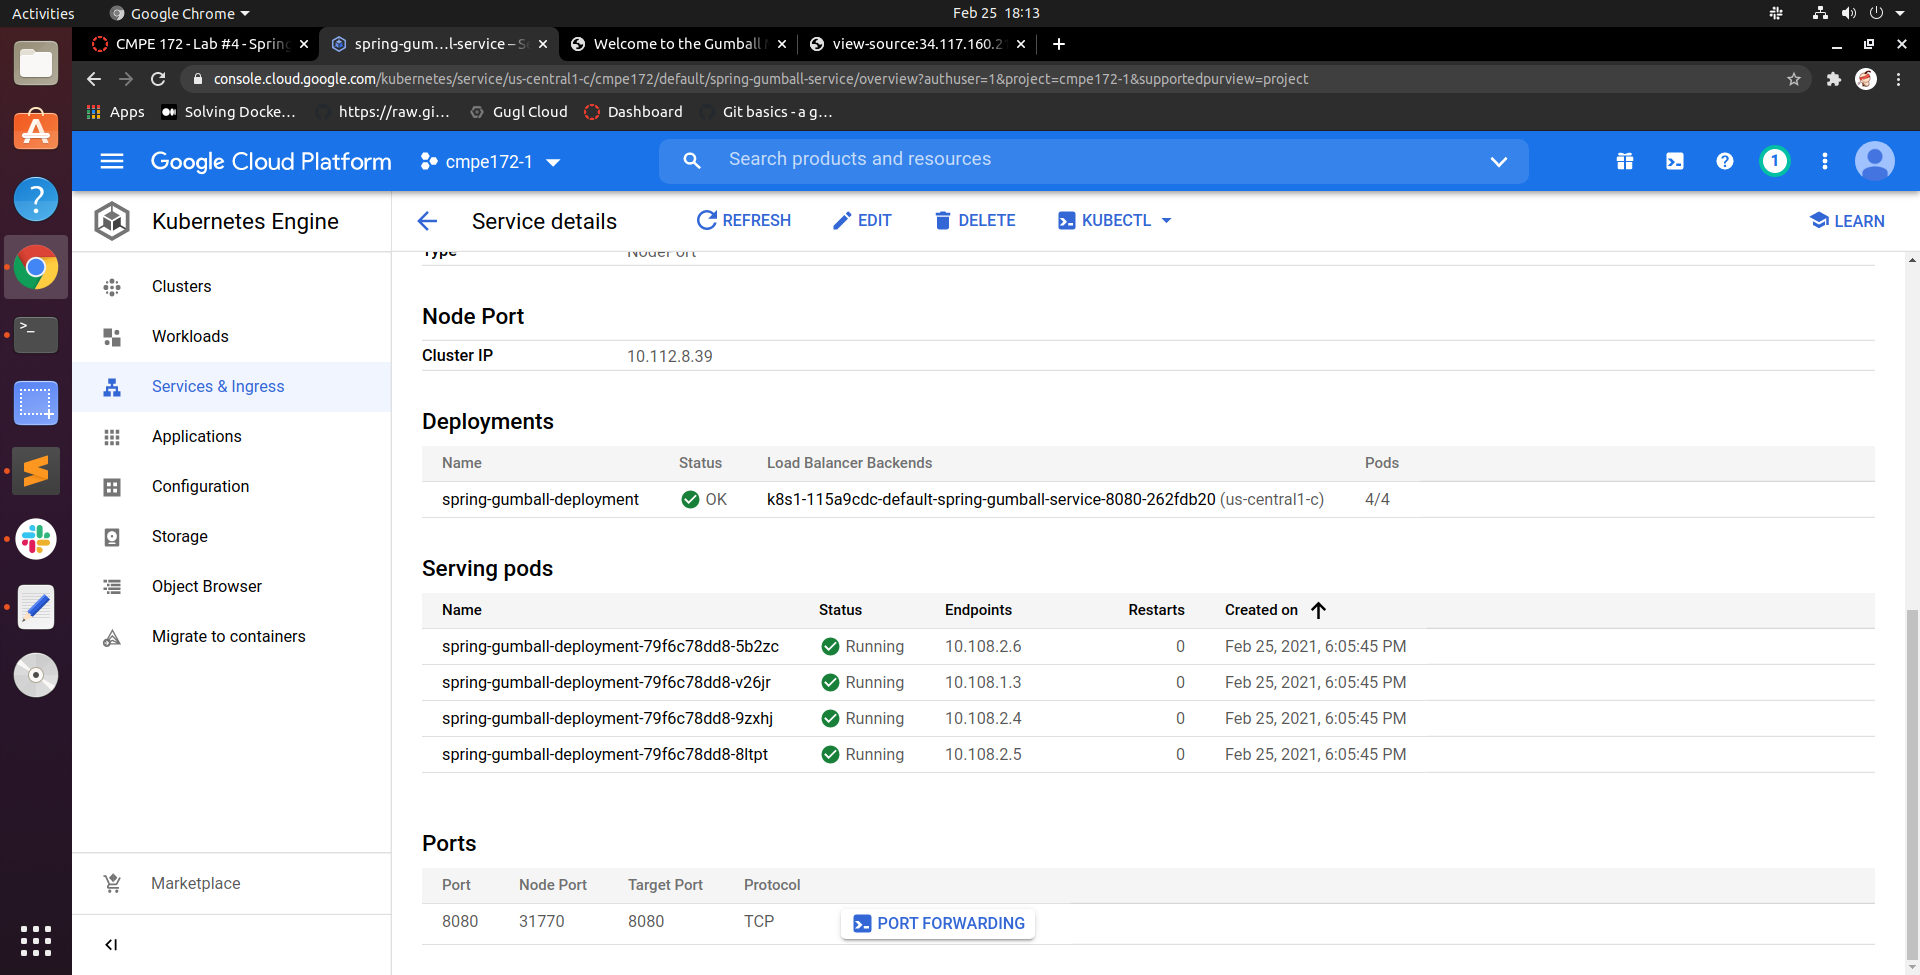 Activities
Google Chrome
Feb 25 18:13
CMPE 172 - Lab #4 - Spring
spring-gum…l-service – S
Welcome to the Gumball
view-source:34.117.160.2
console.cloud.google.com/kubernetes/service/us-central1-c/cmpe172/default/spring-gumball-service/overview?authuser=1&project=cmpe172-1&supportedpurview=project
Apps
Solving Docke…
https://raw.gi…
Gugl Cloud
Dashboard
Git basics - a g…
Google Cloud Platform
cmpe172-1
Search products and resources
1
Kubernetes Engine
Service details
REFRESH
EDIT
DELETE
KUBECTL
LEARN
Clusters
Workloads
Services & Ingress
Applications
Configuration
Storage
Object Browser
Migrate to containers
Marketplace
Type NodePort
Node Port
Cluster IP 10.112.8.39
Deployments
Name Status Load Balancer Backends Pods
spring-gumball-deployment OK k8s1-115a9cdc-default-spring-gumball-service-8080-262fdb20 (us-central1-c) 4/4
Serving pods
Name Status Endpoints Restarts Created on
spring-gumball-deployment-79f6c78dd8-5b2zc Running 10.108.2.6 0 Feb 25, 2021, 6:05:45 PM
spring-gumball-deployment-79f6c78dd8-v26jr Running 10.108.1.3 0 Feb 25, 2021, 6:05:45 PM
spring-gumball-deployment-79f6c78dd8-9zxhj Running 10.108.2.4 0 Feb 25, 2021, 6:05:45 PM
spring-gumball-deployment-79f6c78dd8-8ltpt Running 10.108.2.5 0 Feb 25, 2021, 6:05:45 PM
Ports
Port Node Port Target Port Protocol
8080 31770 8080 TCP PORT FORWARDING